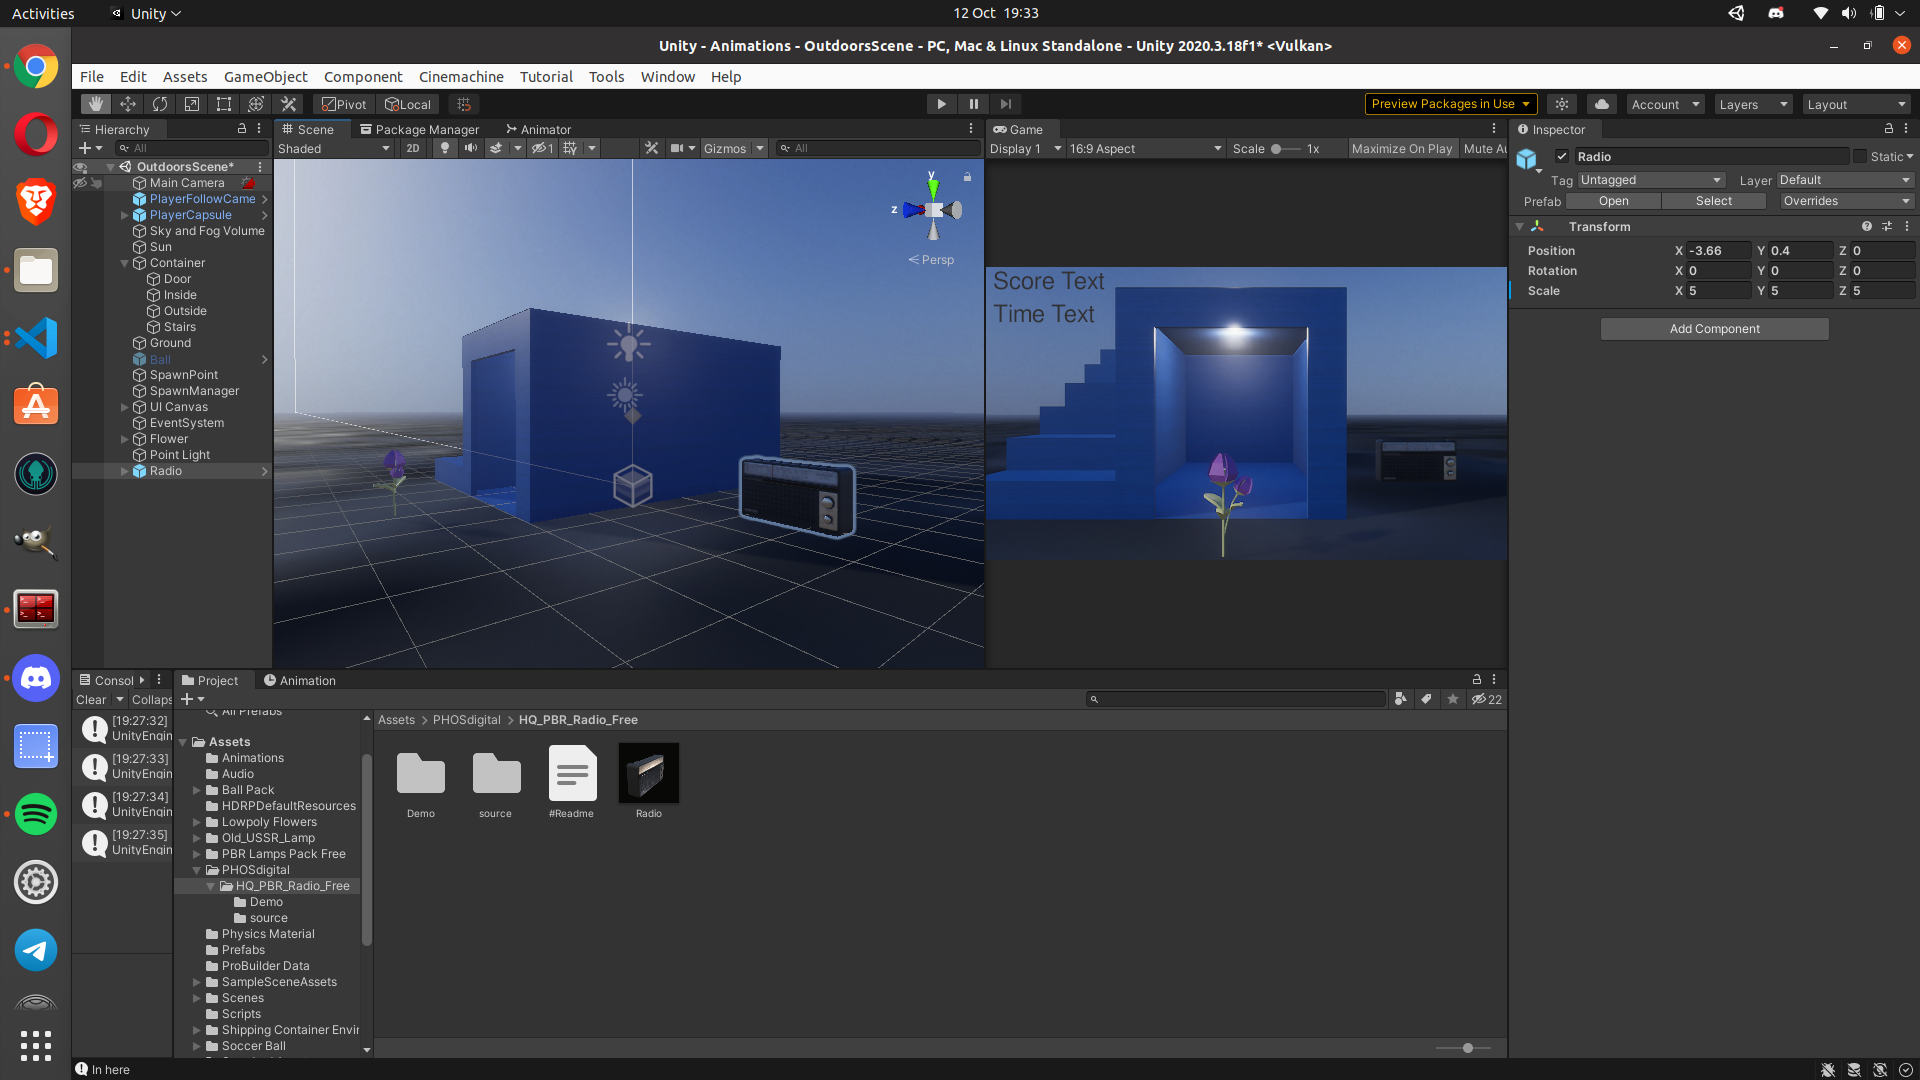 Activities
Unity
12 Oct 19:33
Unity - Animations - OutdoorsScene - PC, Mac & Linux Standalone - Unity 2020.3.18f1* <Vulkan>
File Edit Assets GameObject Component Cinemachine Tutorial Tools Window Help
Pivot Local
Preview Packages in Use
Account Layers Layout
Hierarchy
All
OutdoorsScene*
Main Camera
PlayerFollowCame
PlayerCapsule
Sky and Fog Volume
Sun
Container
Door
Inside
Outside
Stairs
Ground
Ball
SpawnPoint
SpawnManager
UI Canvas
EventSystem
Flower
Point Light
Radio
Scene Package Manager Animator
Shaded 2D 1 Gizmos All
y
z
Persp
Game
Display 1 16:9 Aspect Scale 1x Maximize On Play Mute Au
Score Text
Time Text
Inspector
Radio Static
Tag Untagged Layer Default
Prefab Open Select Overrides
Transform
Position X -3.66 Y 0.4 Z 0
Rotation X 0 Y 0 Z 0
Scale X 5 Y 5 Z 5
Add Component
Consol
Clear Collaps
[19:27:32]
UnityEngin
[19:27:33]
UnityEngin
[19:27:34]
UnityEngin
[19:27:35]
UnityEngin
Project Animation
22
All Prefabs
Assets
Animations
Audio
Ball Pack
HDRPDefaultResources
Lowpoly Flowers
Old_USSR_Lamp
PBR Lamps Pack Free
PHOSdigital
HQ_PBR_Radio_Free
Demo
source
Physics Material
Prefabs
ProBuilder Data
SampleSceneAssets
Scenes
Scripts
Shipping Container Envir
Soccer Ball
Assets > PHOSdigital > HQ_PBR_Radio_Free
Demo source #Readme Radio
In here